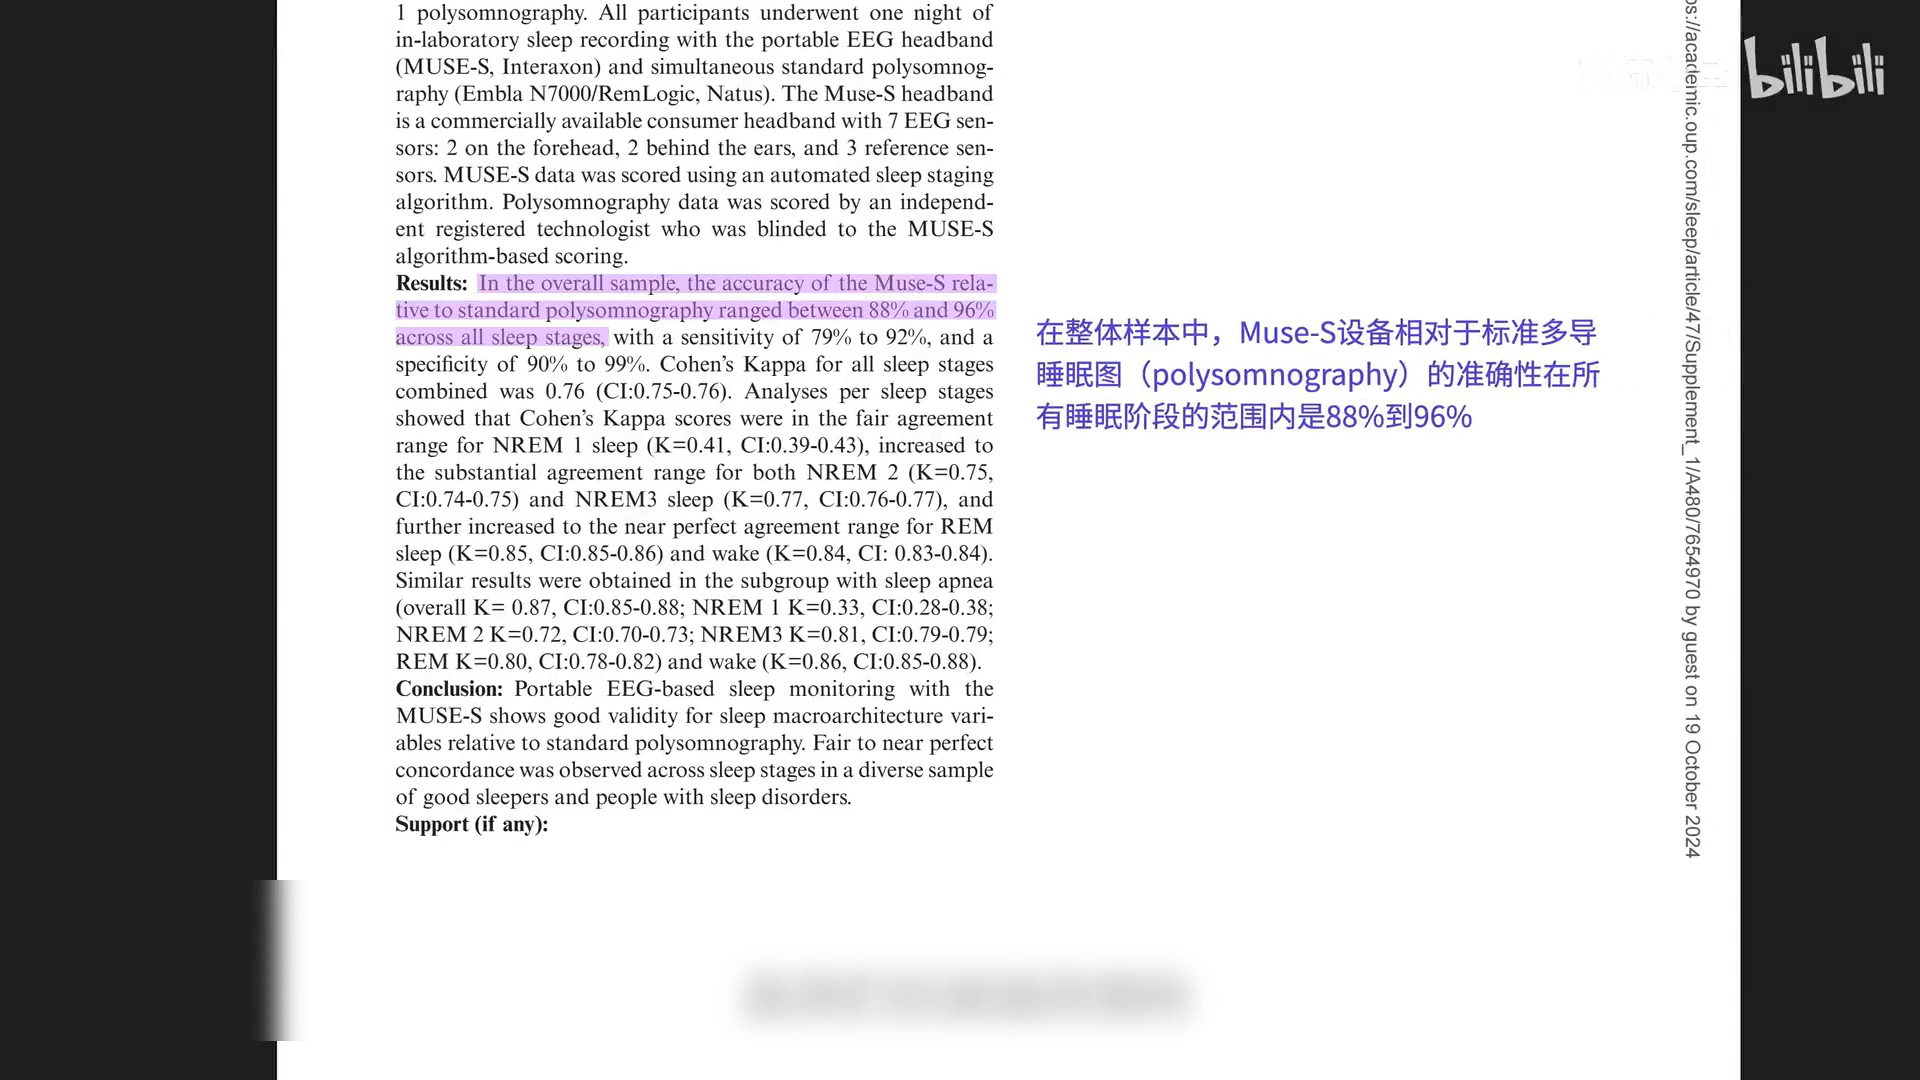 1 polysomnography. All participants underwent one night of
in-laboratory sleep recording with the portable EEG headband
(MUSE-S, Interaxon) and simultaneous standard polysomnog-
raphy (Embla N7000/RemLogic, Natus). The Muse-S headband
is a commercially available consumer headband with 7 EEG sen-
sors: 2 on the forehead, 2 behind the ears, and 3 reference sen-
sors. MUSE-S data was scored using an automated sleep staging
algorithm. Polysomnography data was scored by an independ-
ent registered technologist who was blinded to the MUSE-S
algorithm-based scoring.
Results: In the overall sample, the accuracy of the Muse-S rela-
tive to standard polysomnography ranged between 88% and 96%
across all sleep stages, with a sensitivity of 79% to 92%, and a
specificity of 90% to 99%. Cohen's Kappa for all sleep stages
combined was 0.76 (CI:0.75-0.76). Analyses per sleep stages
showed that Cohen's Kappa scores were in the fair agreement
range for NREM 1 sleep (K=0.41, CI:0.39-0.43), increased to
the substantial agreement range for both NREM 2 (K=0.75,
CI:0.74-0.75) and NREM3 sleep (K=0.77, CI:0.76-0.77), and
further increased to the near perfect agreement range for REM
sleep (K=0.85, CI:0.85-0.86) and wake (K=0.84, CI: 0.83-0.84).
Similar results were obtained in the subgroup with sleep apnea
(overall K= 0.87, CI:0.85-0.88; NREM 1 K=0.33, CI:0.28-0.38;
NREM 2 K=0.72, CI:0.70-0.73; NREM3 K=0.81, CI:0.79-0.79;
REM K=0.80, CI:0.78-0.82) and wake (K=0.86, CI:0.85-0.88).
Conclusion: Portable EEG-based sleep monitoring with the
MUSE-S shows good validity for sleep macroarchitecture vari-
ables relative to standard polysomnography. Fair to near perfect
concordance was observed across sleep stages in a diverse sample
of good sleepers and people with sleep disorders.
Support (if any):
在整体样本中，Muse-S设备相对于标准多导
睡眠图（polysomnography）的准确性在所
有睡眠阶段的范围内是88%到96%
ps://academic.oup.com/sleep/article/47/Supplement_1/A480/7654970 by guest on 19 October 2024
bilibili